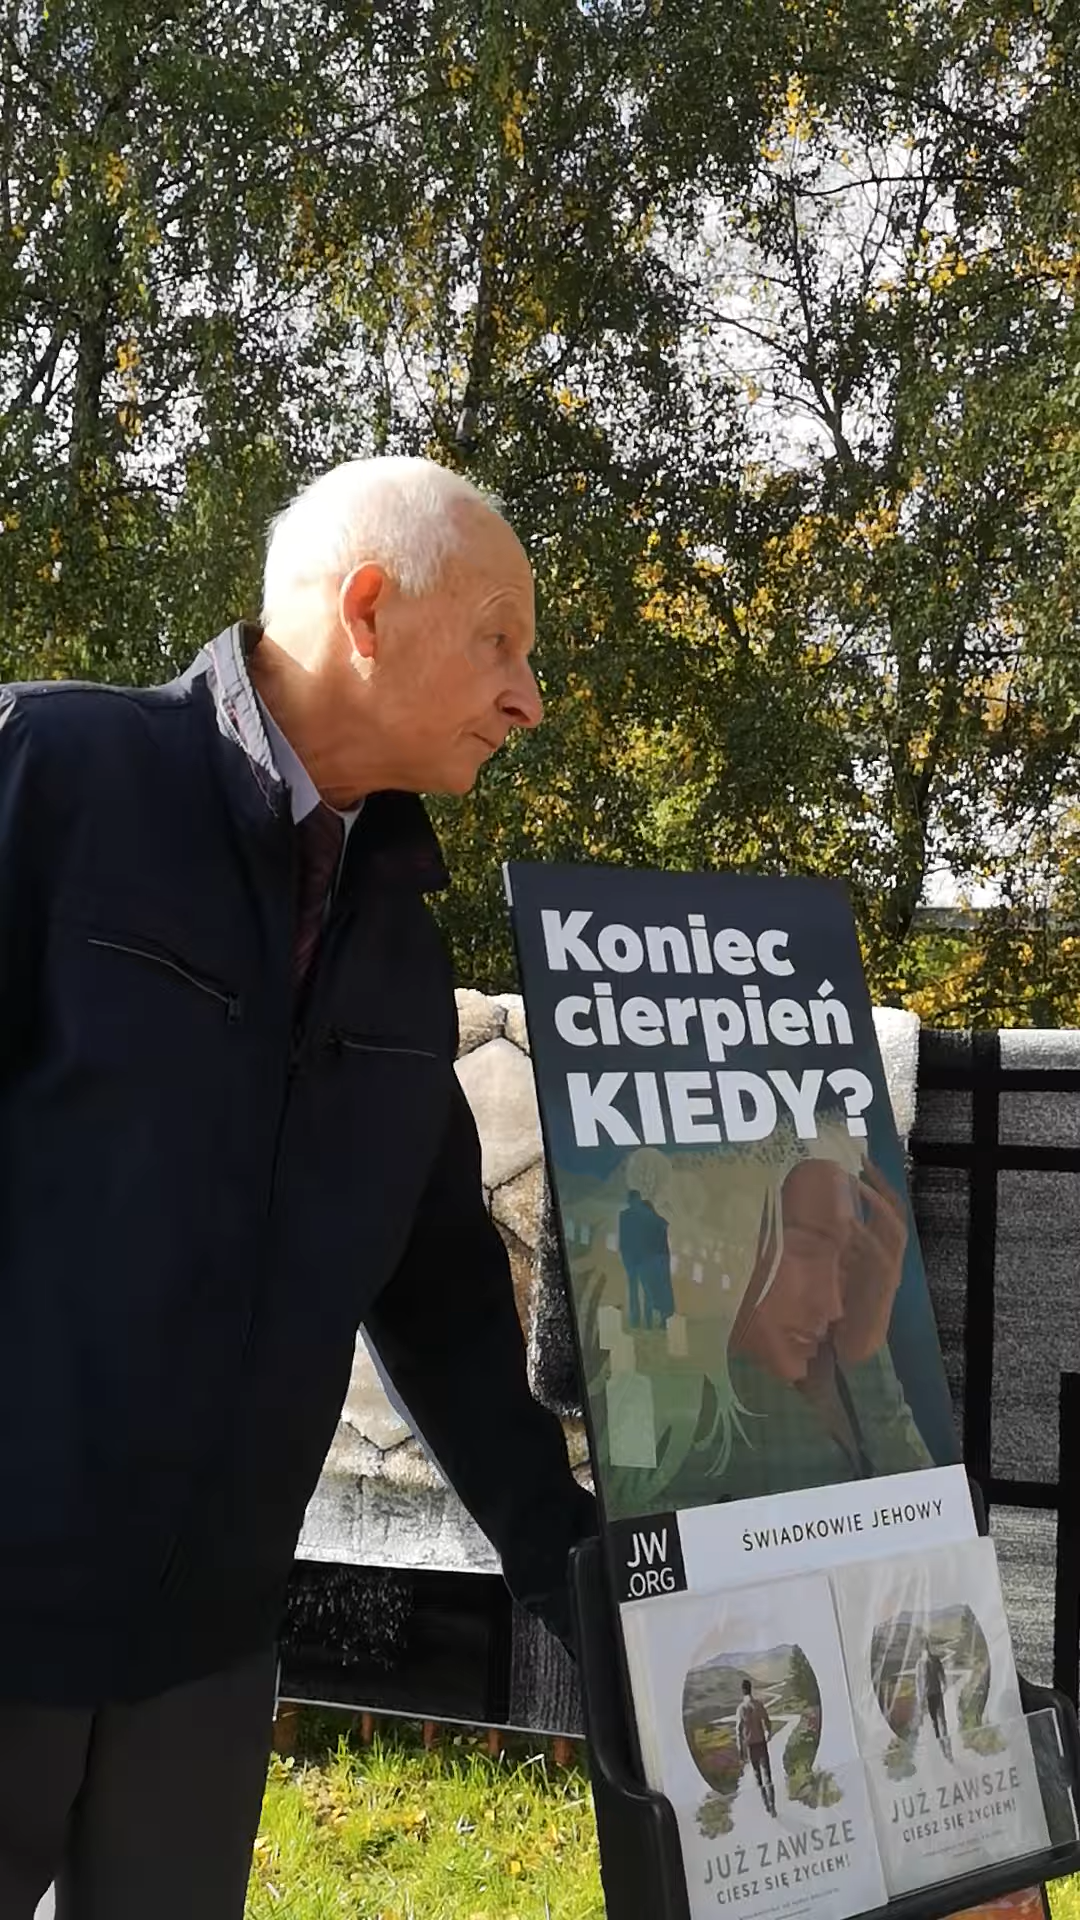 Koniec
cierpień
KIEDY?
JW
.ORG
ŚWIADKOWIE JEHOWY
JUŻ ZAWSZE
CIESZ SIĘ ŻYCIEM!
JUŻ ZAWSZE
CIESZ SIĘ ŻYCIEM!